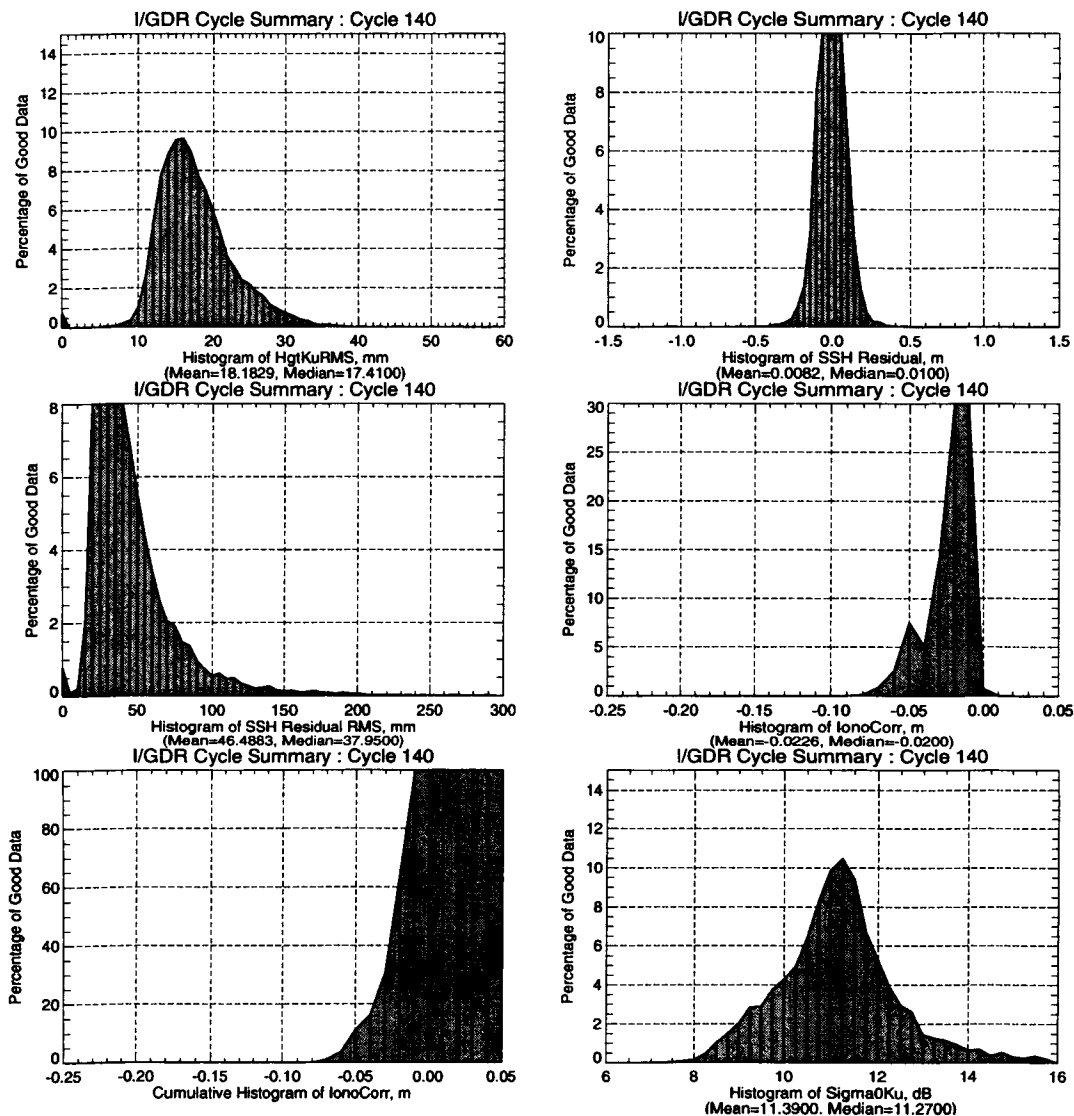 I/GDR Cycle Summary : Cycle 140
Percentage of Good Data
14
12
10
8
6
4
2
0
0 10 20 30 40 50 60
Histogram of HgtKuRMS, mm
(Mean=18.1829, Median=17.4100)
I/GDR Cycle Summary : Cycle 140
Percentage of Good Data
10
8
6
4
2
0
-1.5 -1.0 -0.5 0.0 0.5 1.0 1.5
Histogram of SSH Residual, m
(Mean=0.0082, Median=0.0100)
I/GDR Cycle Summary : Cycle 140
Percentage of Good Data
8
6
4
2
0
0 50 100 150 200 250 300
Histogram of SSH Residual RMS, mm
(Mean=46.4883, Median=37.9500)
I/GDR Cycle Summary : Cycle 140
Percentage of Good Data
30
25
20
15
10
5
0
-0.25 -0.20 -0.15 -0.10 -0.05 0.00 0.05
Histogram of IonoCorr, m
(Mean=-0.0226, Median=-0.0200)
I/GDR Cycle Summary : Cycle 140
Percentage of Good Data
100
80
60
40
20
0
-0.25 -0.20 -0.15 -0.10 -0.05 0.00 0.05
Cumulative Histogram of IonoCorr, m
I/GDR Cycle Summary : Cycle 140
Percentage of Good Data
14
12
10
8
6
4
2
0
6 8 10 12 14 16
Histogram of Sigma0Ku, dB
(Mean=11.3900. Median=11.2700)